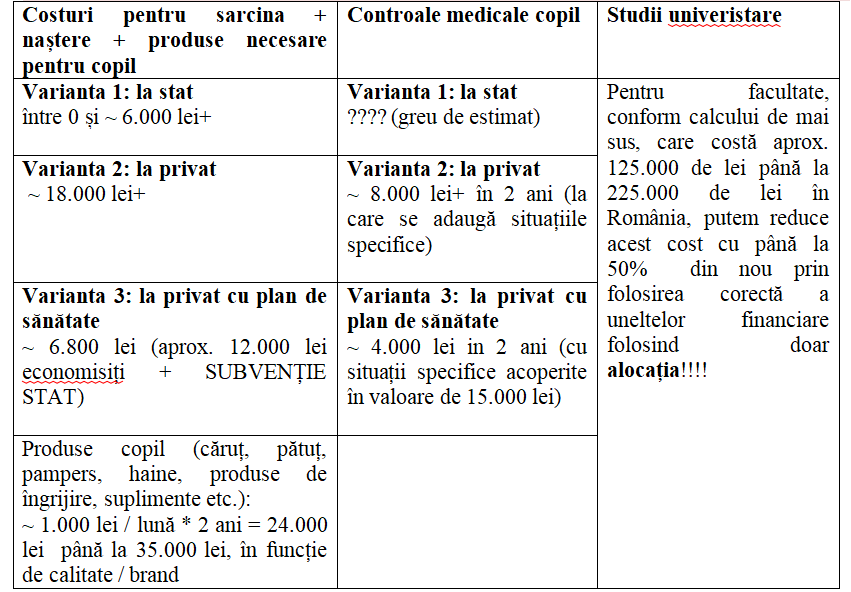 Costuri pentru sarcina +
naștere + produse necesare
pentru copil
Controale medicale copil
Studii univeristare
Varianta 1: la stat
între 0 și ~ 6.000 lei+
Varianta 1: la stat
???? (greu de estimat)
Pentru facultate,
conform calcului de mai
sus, care costă aprox.
125.000 de lei până la
225.000 de lei în
România, putem reduce
acest cost cu până la
50% din nou prin
folosirea corectă a
uneltelor financiare
folosind doar
alocația!!!!
Varianta 2: la privat
~ 18.000 lei+
Varianta 2: la privat
~ 8.000 lei+ în 2 ani (la
care se adaugă situațiile
specifice)
Varianta 3: la privat cu plan de
sănătate
~ 6.800 lei (aprox. 12.000 lei
economisiți + SUBVENȚIE
STAT)
Varianta 3: la privat cu
plan de sănătate
~ 4.000 lei in 2 ani (cu
situații specifice acoperite
în valoare de 15.000 lei)
Produse copil (căruț, pătuț,
pampers, haine, produse de
îngrijire, suplimente etc.):
~ 1.000 lei / lună * 2 ani = 24.000
lei până la 35.000 lei, în funcție
de calitate / brand